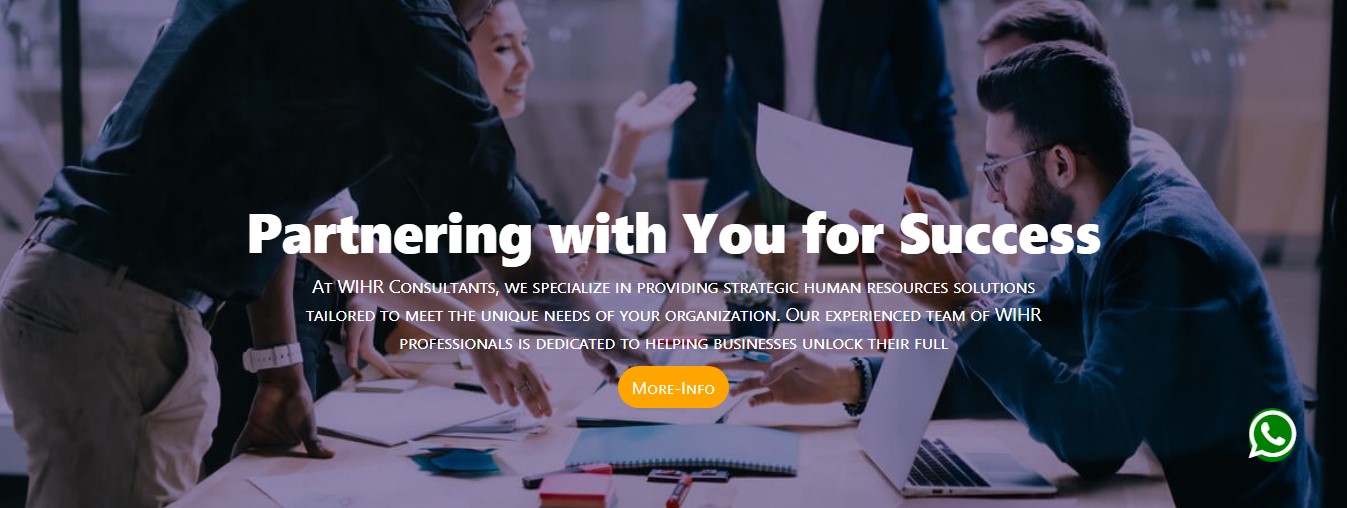 Partnering with You for Success
At WIHR Consultants, we specialize in providing strategic human resources solutions
tailored to meet the unique needs of your organization. Our experienced team of WIHR
professionals is dedicated to helping businesses unlock their full
More-Info